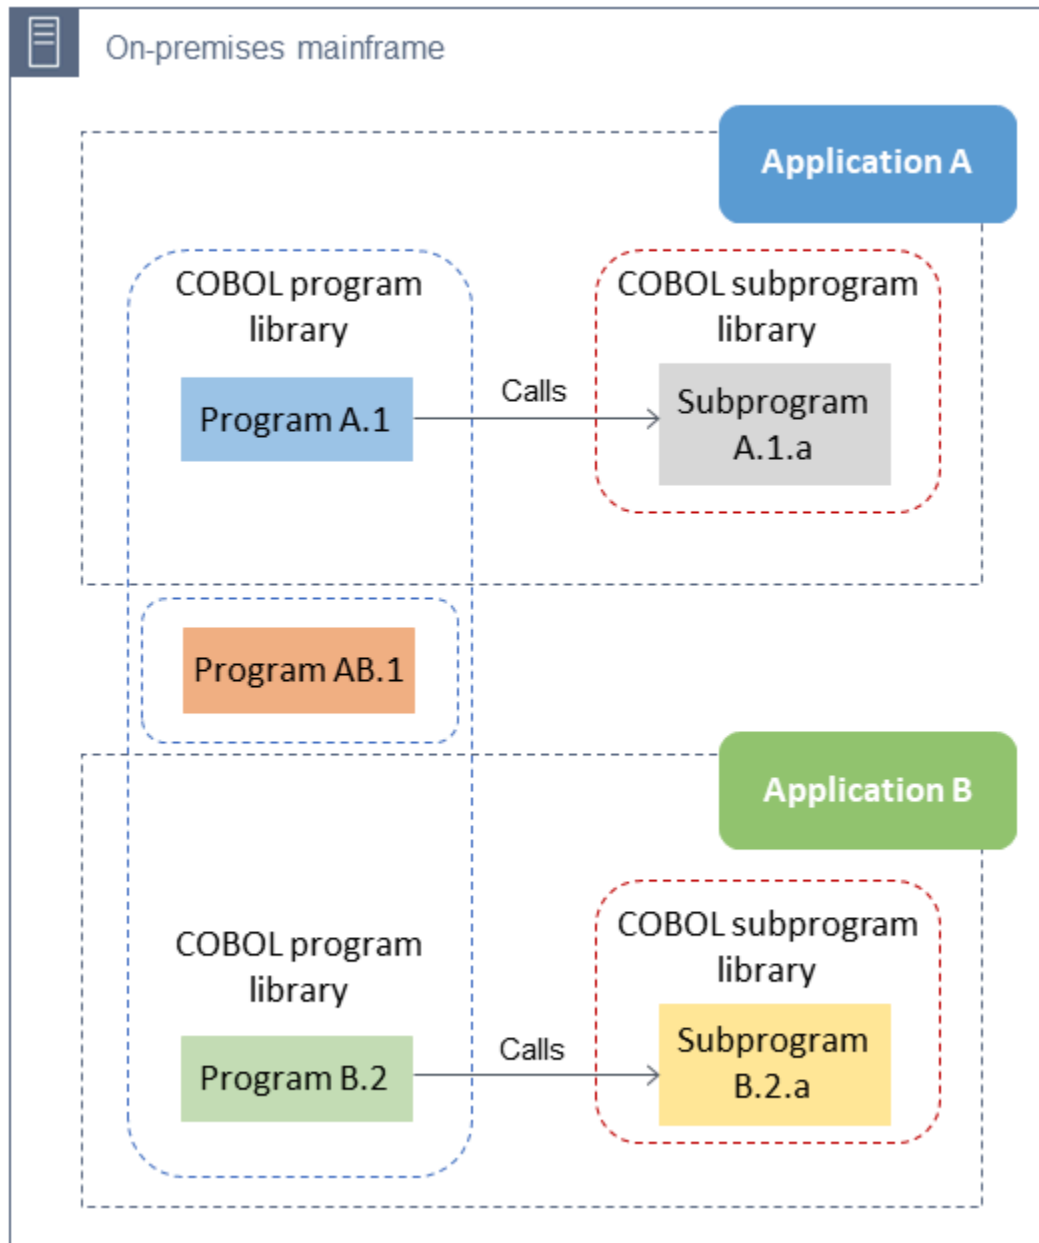 On-premises mainframe
Application A
COBOL program
library
COBOL subprogram
library
Program A.1
Calls
Subprogram
A.1.a
Program AB.1
Application B
COBOL program
library
COBOL subprogram
library
Program B.2
Calls
Subprogram
B.2.a